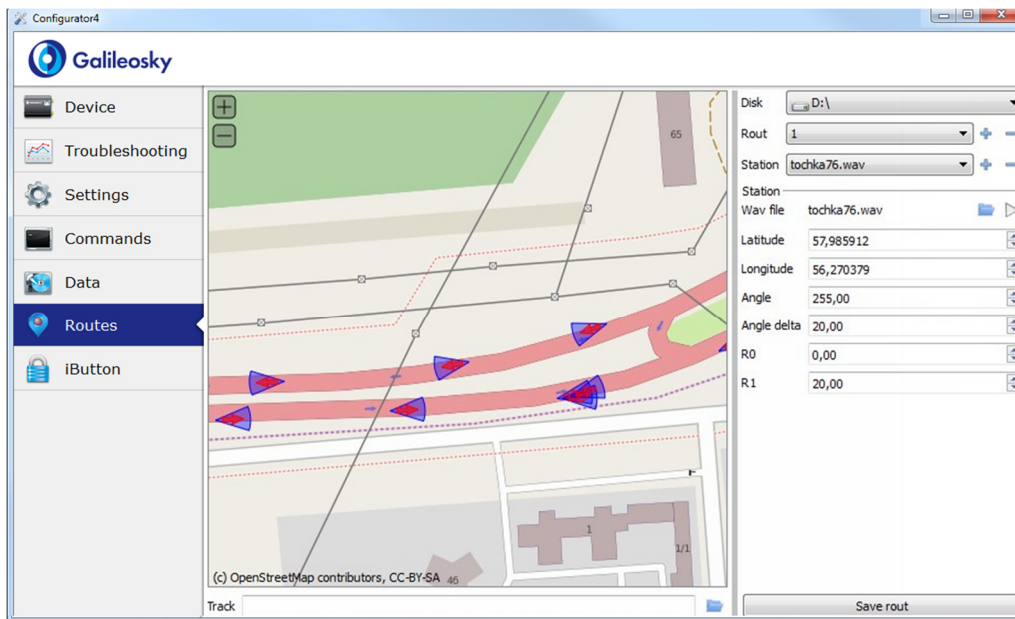 Configurator4
Galileosky
Device
Troubleshooting
Settings
Commands
Data
Routes
iButton
65
1
1/1
46
(c) OpenStreetMap contributors, CC-BY-SA
Track
Disk D:\
Rout 1
Station tochka76.wav
Station
Wav file tochka76.wav
Latitude 57,985912
Longitude 56,270379
Angle 255,00
Angle delta 20,00
R0 0,00
R1 20,00
Save rout